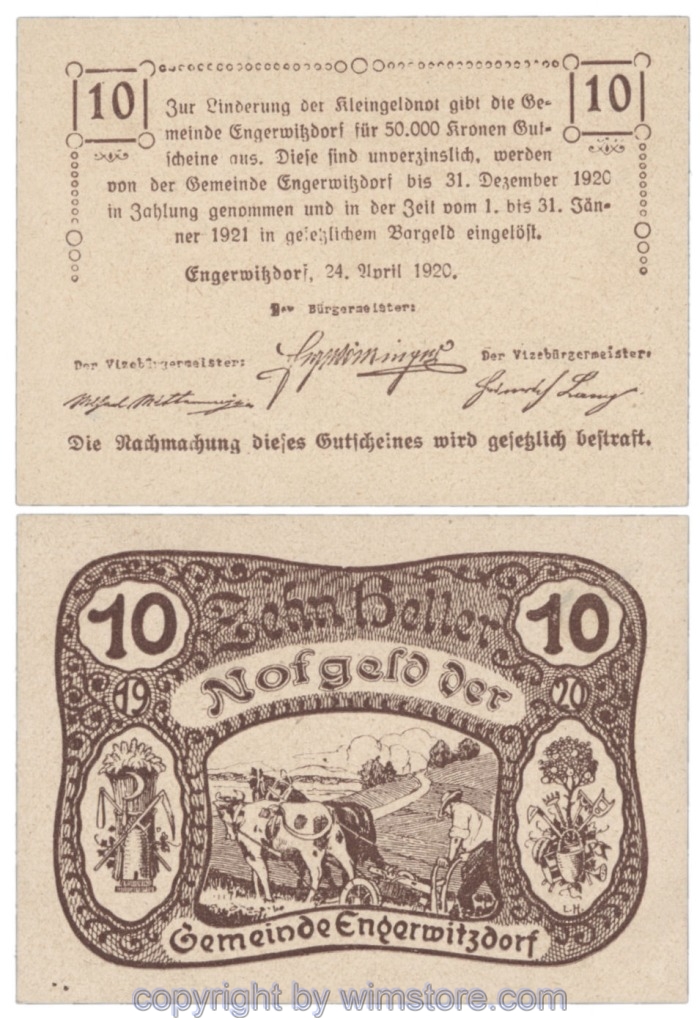 10
10
Zur Linderung der Kleingeldnot gibt die Ge-
meinde Engerwitzdorf für 50.000 Kronen Gut-
scheine aus. Diese sind unverzinslich, werden
von der Gemeinde Engerwitzdorf bis 31. Dezember 1920
in Zahlung genommen und in der Zeit vom 1. bis 31. Jän-
ner 1921 in gesetzlichem Bargeld eingelöst.
Engerwitzdorf, 24. April 1920.
Der Bürgermeister:
Der Vizebürgermeister:
Der Vizebürgermeister:
Heinrich Lang
Die Nachmachung dieses Gutscheines wird gesetzlich bestraft.
10 Zehn Heller 10
19 Notgeld der 20
L.H.
Gemeinde Engerwitzdorf
copyright by wimstore.com